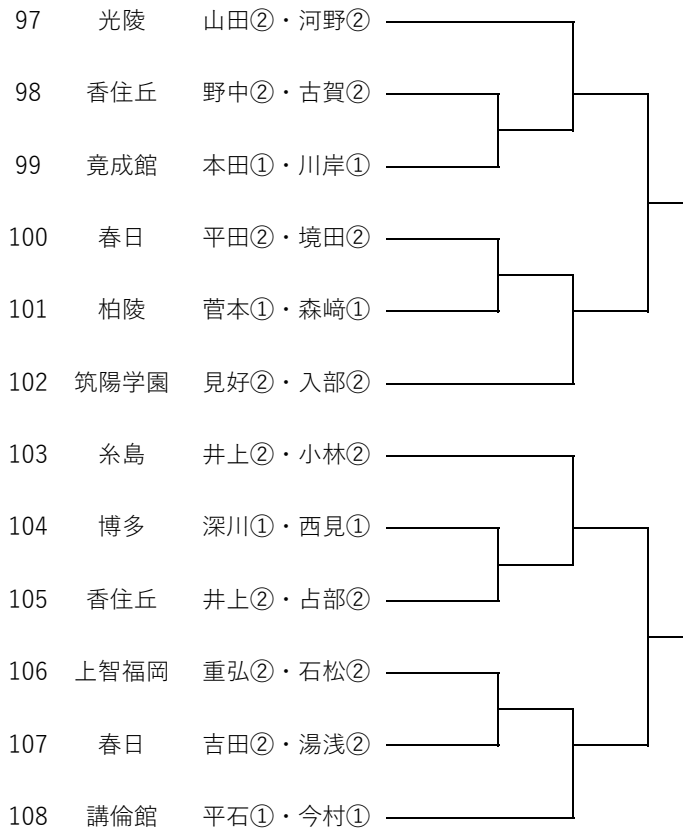 97 光陵 山田②・河野②
98 香住丘 野中②・古賀②
99 竟成館 本田①・川岸①
100 春日 平田②・境田②
101 柏陵 菅本①・森﨑①
102 筑陽学園 見好②・入部②
103 糸島 井上②・小林②
104 博多 深川①・西見①
105 香住丘 井上②・占部②
106 上智福岡 重弘②・石松②
107 春日 吉田②・湯浅②
108 講倫館 平石①・今村①